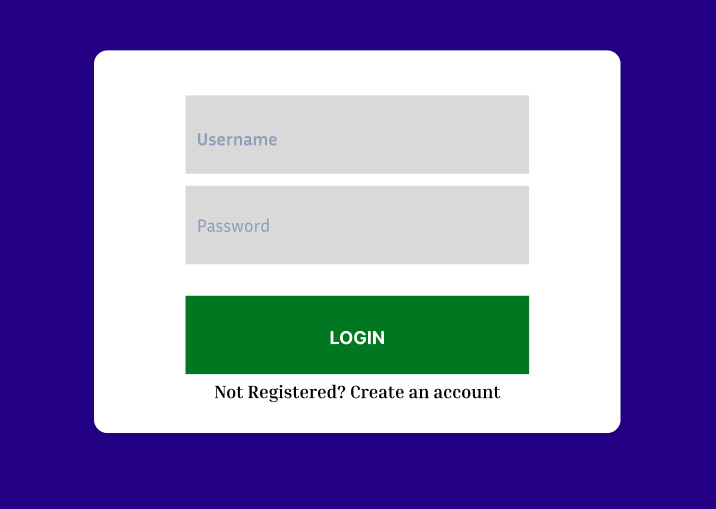 Username
Password
LOGIN
Not Registered? Create an account